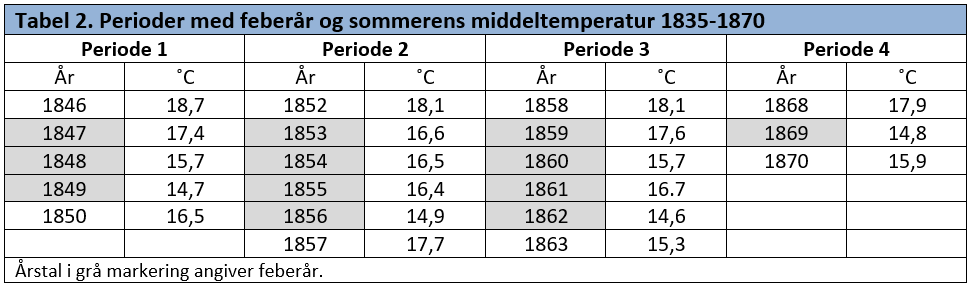 Tabel 2. Perioder med feberår og sommerens middeltemperatur 1835-1870
Periode 1 Periode 2 Periode 3 Periode 4
År ˚C År ˚C År ˚C År ˚C
1846 18,7 1852 18,1 1858 18,1 1868 17,9
1847 17,4 1853 16,6 1859 17,6 1869 14,8
1848 15,7 1854 16,5 1860 15,7 1870 15,9
1849 14,7 1855 16,4 1861 16.7
1850 16,5 1856 14,9 1862 14,6
1857 17,7 1863 15,3
Årstal i grå markering angiver feberår.